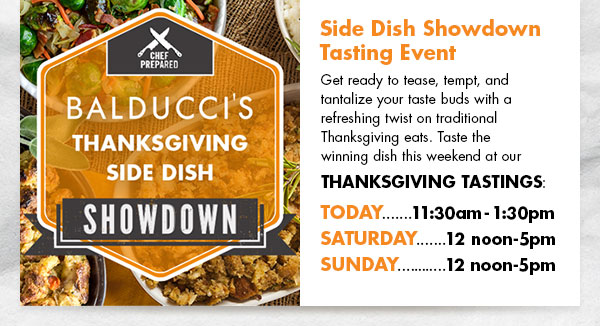 CHEF
PREPARED
BALDUCCI'S
THANKSGIVING
SIDE DISH
SHOWDOWN
Side Dish Showdown
Tasting Event
Get ready to tease, tempt, and
tantalize your taste buds with a
refreshing twist on traditional
Thanksgiving eats. Taste the
winning dish this weekend at our
THANKSGIVING TASTINGS:
TODAY.......11:30am-1:30pm
SATURDAY.......12 noon-5pm
SUNDAY............12 noon-5pm